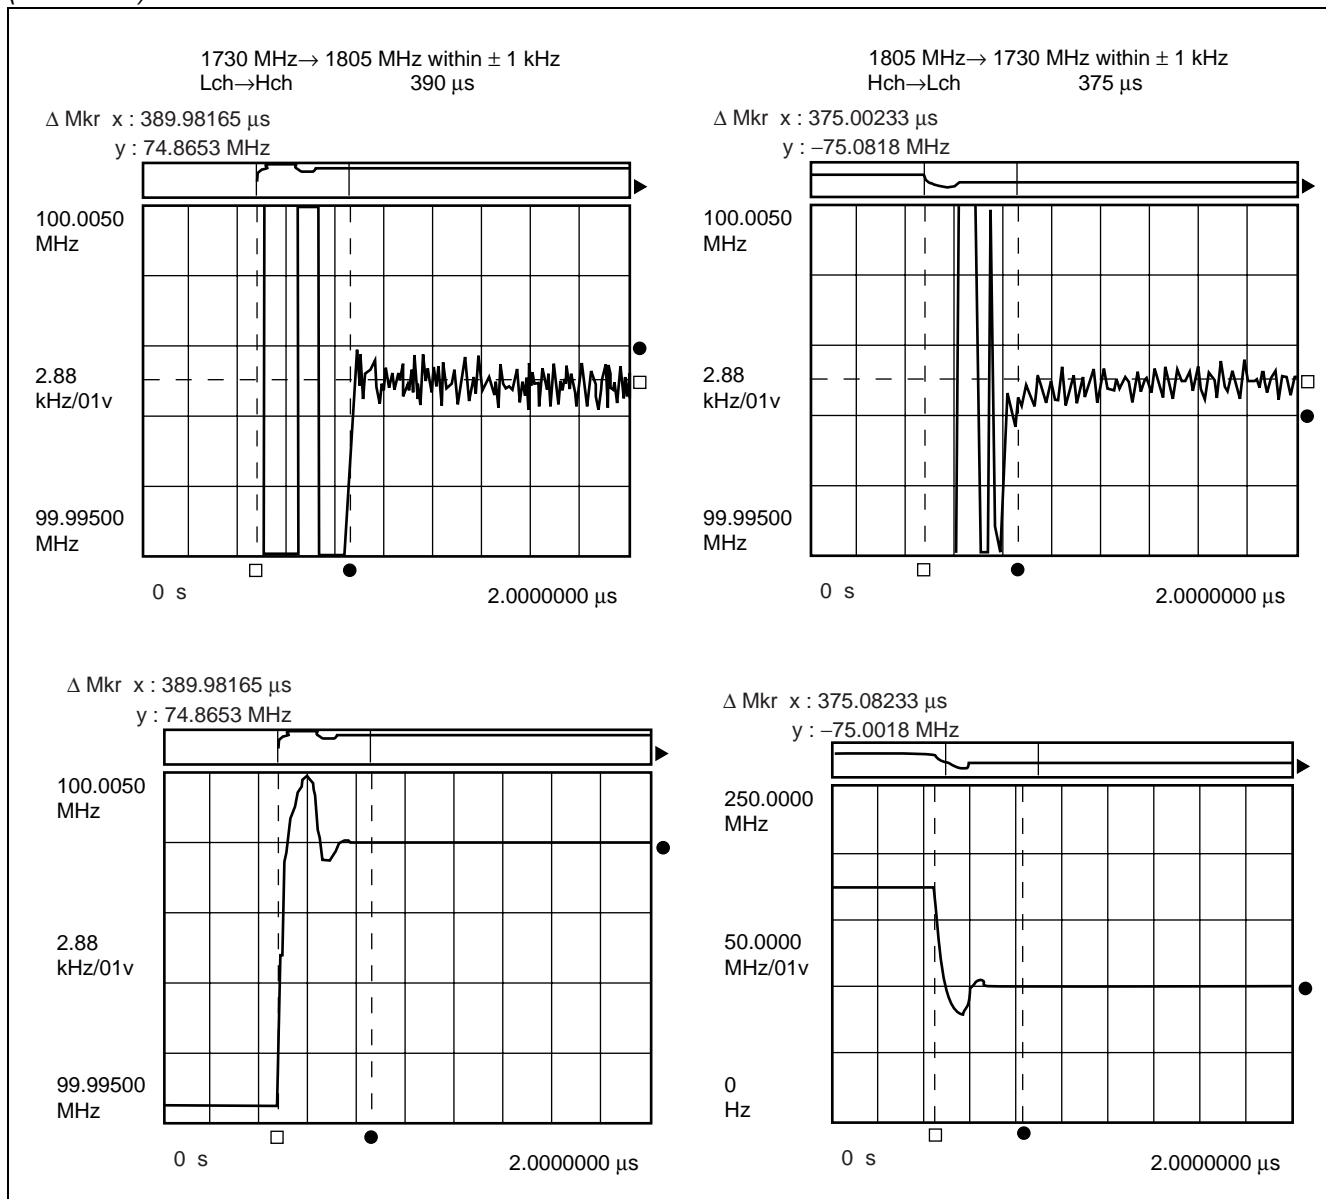 1730 MHz→ 1805 MHz within ± 1 kHz
Lch→Hch 390 μs
Δ Mkr x : 389.98165 μs
y : 74.8653 MHz
100.0050
MHz
2.88
kHz/01v
99.99500
MHz
0 s 2.0000000 μs
1805 MHz→ 1730 MHz within ± 1 kHz
Hch→Lch 375 μs
Δ Mkr x : 375.00233 μs
y : –75.0818 MHz
100.0050
MHz
2.88
kHz/01v
99.99500
MHz
0 s 2.0000000 μs
Δ Mkr x : 389.98165 μs
y : 74.8653 MHz
100.0050
MHz
2.88
kHz/01v
99.99500
MHz
0 s 2.0000000 μs
Δ Mkr x : 375.08233 μs
y : –75.0018 MHz
250.0000
MHz
50.0000
MHz/01v
0
Hz
0 s 2.0000000 μs